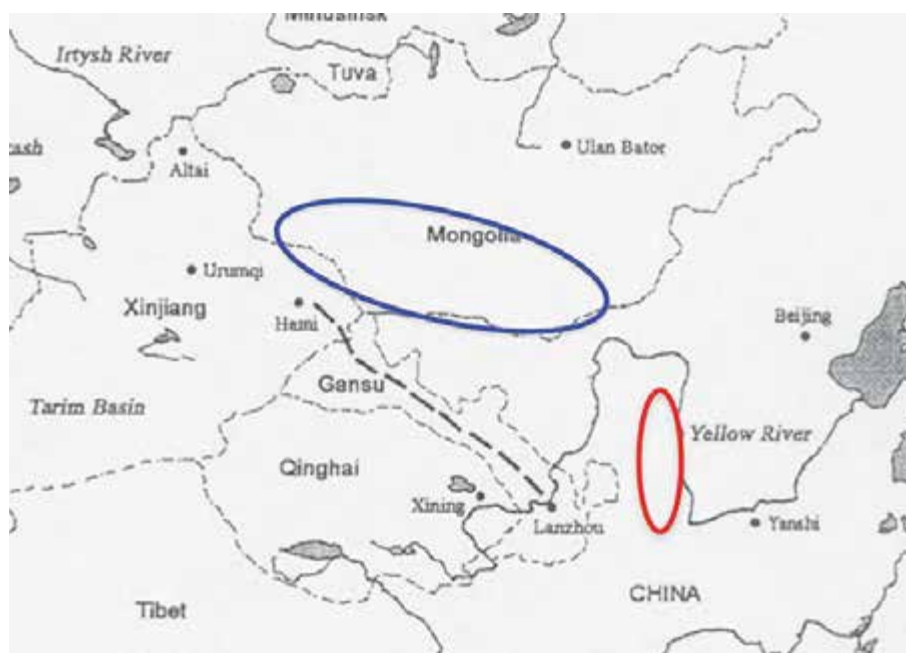 Minusinsk
Irtysh River
Tuva
Ulan Bator
Altai
Mongolia
Urumqi
Xinjiang
Hami
Beijing
Gansu
Tarim Basin
Yellow River
Qinghai
Xining
Lanzhou
Yanshi
CHINA
Tibet